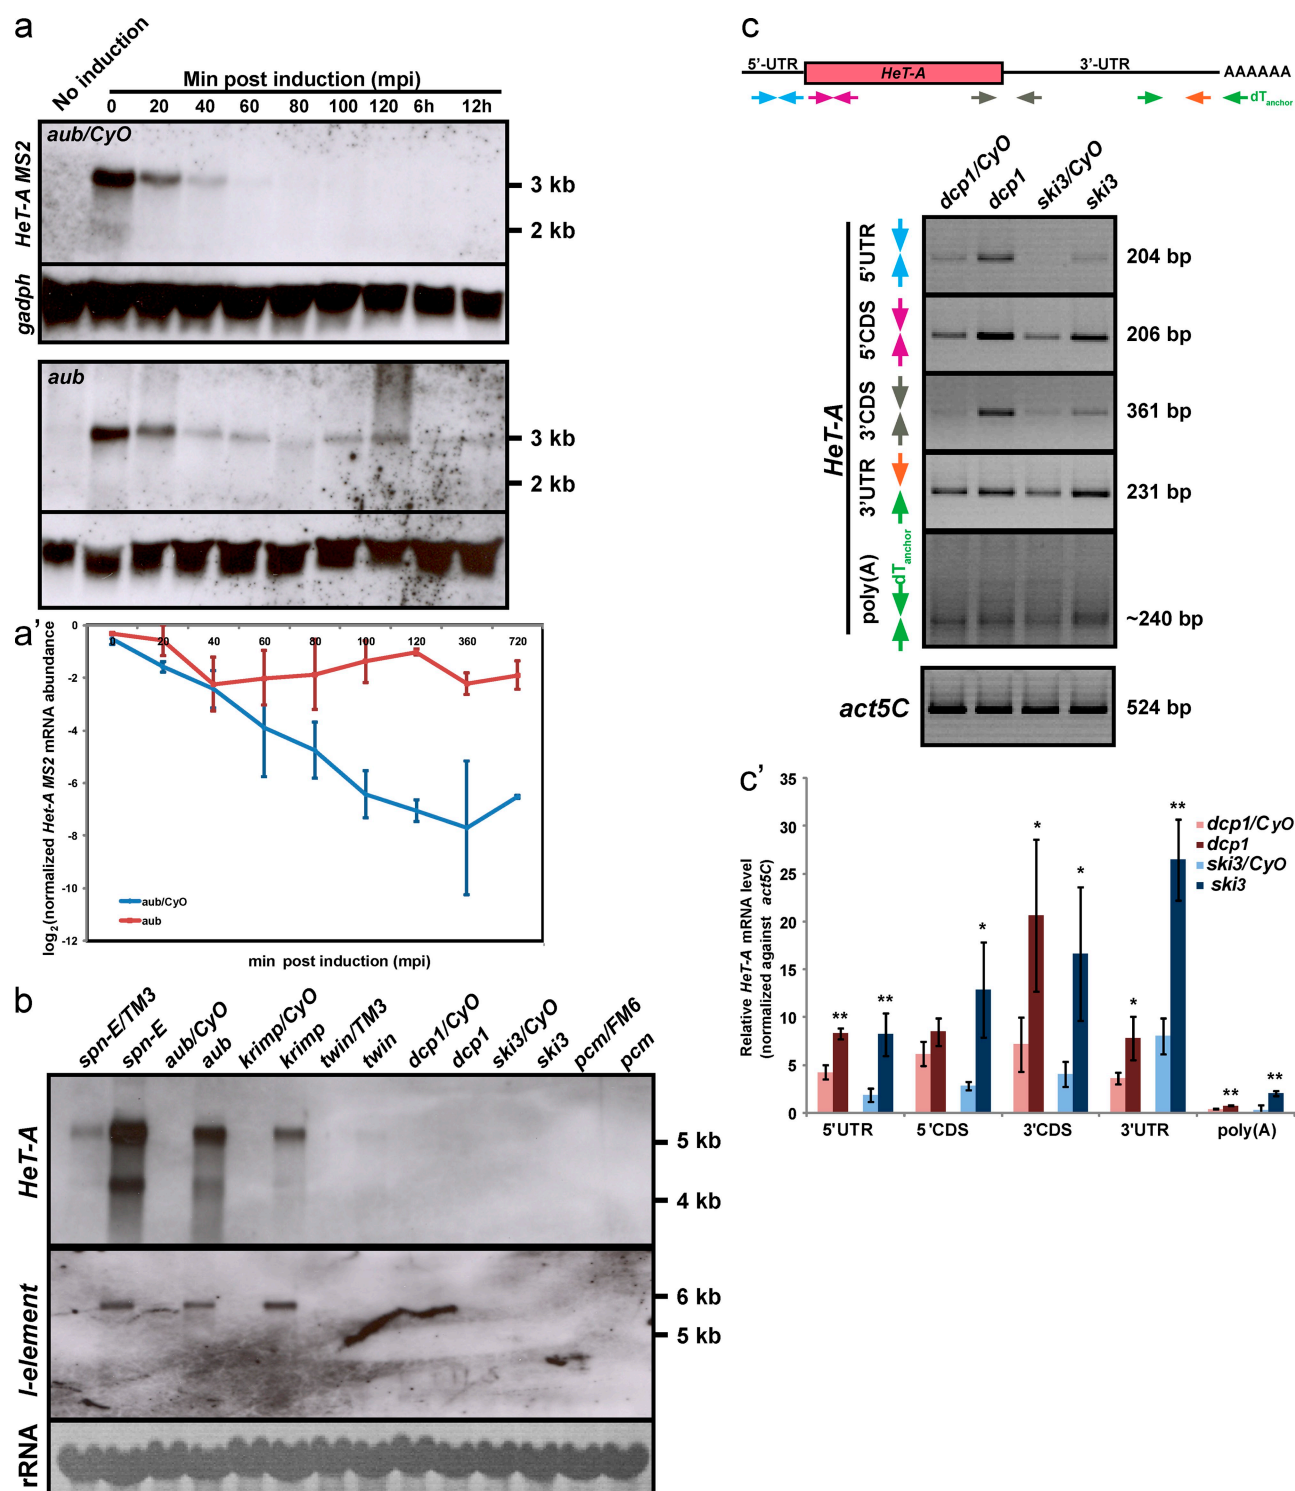 a
No induction
Min post induction (mpi)
0 20 40 60 80 100 120 6h 12h
aub/CyO
HeT-A MS2
3 kb
2 kb
gadph
aub
3 kb
2 kb
a’
0
-2
-4
-6
-8
-10
-12
0 20 40 60 80 100 120 360 720
log2(normalized Het-A MS2 mRNA abundance
aub/CyO
aub
min post induction (mpi)
b
spn-E/TM3
spn-E
aub/CyO
aub
krimp/CyO
krimp
twin/TM3
twin
dcp1/CyO
dcp1
ski3/CyO
ski3
pcm/FM6
pcm
HeT-A
5 kb
4 kb
I-element
6 kb
5 kb
rRNA
c
5’-UTR HeT-A 3’-UTR AAAAAA
dTanchor
dcp1/CyO
dcp1
ski3/CyO
ski3
HeT-A
5’UTR
204 bp
5’CDS
206 bp
3’CDS
361 bp
3’UTR
231 bp
poly(A)
dTanchor
~240 bp
act5C
524 bp
c’
35
30
25
20
15
10
5
0
Relative HeT-A mRNA level
(normalized against act5C)
** ** * * * * ** ** **
dcp1/CyO
dcp1
ski3/CyO
ski3
5’UTR 5’CDS 3’CDS 3’UTR poly(A)